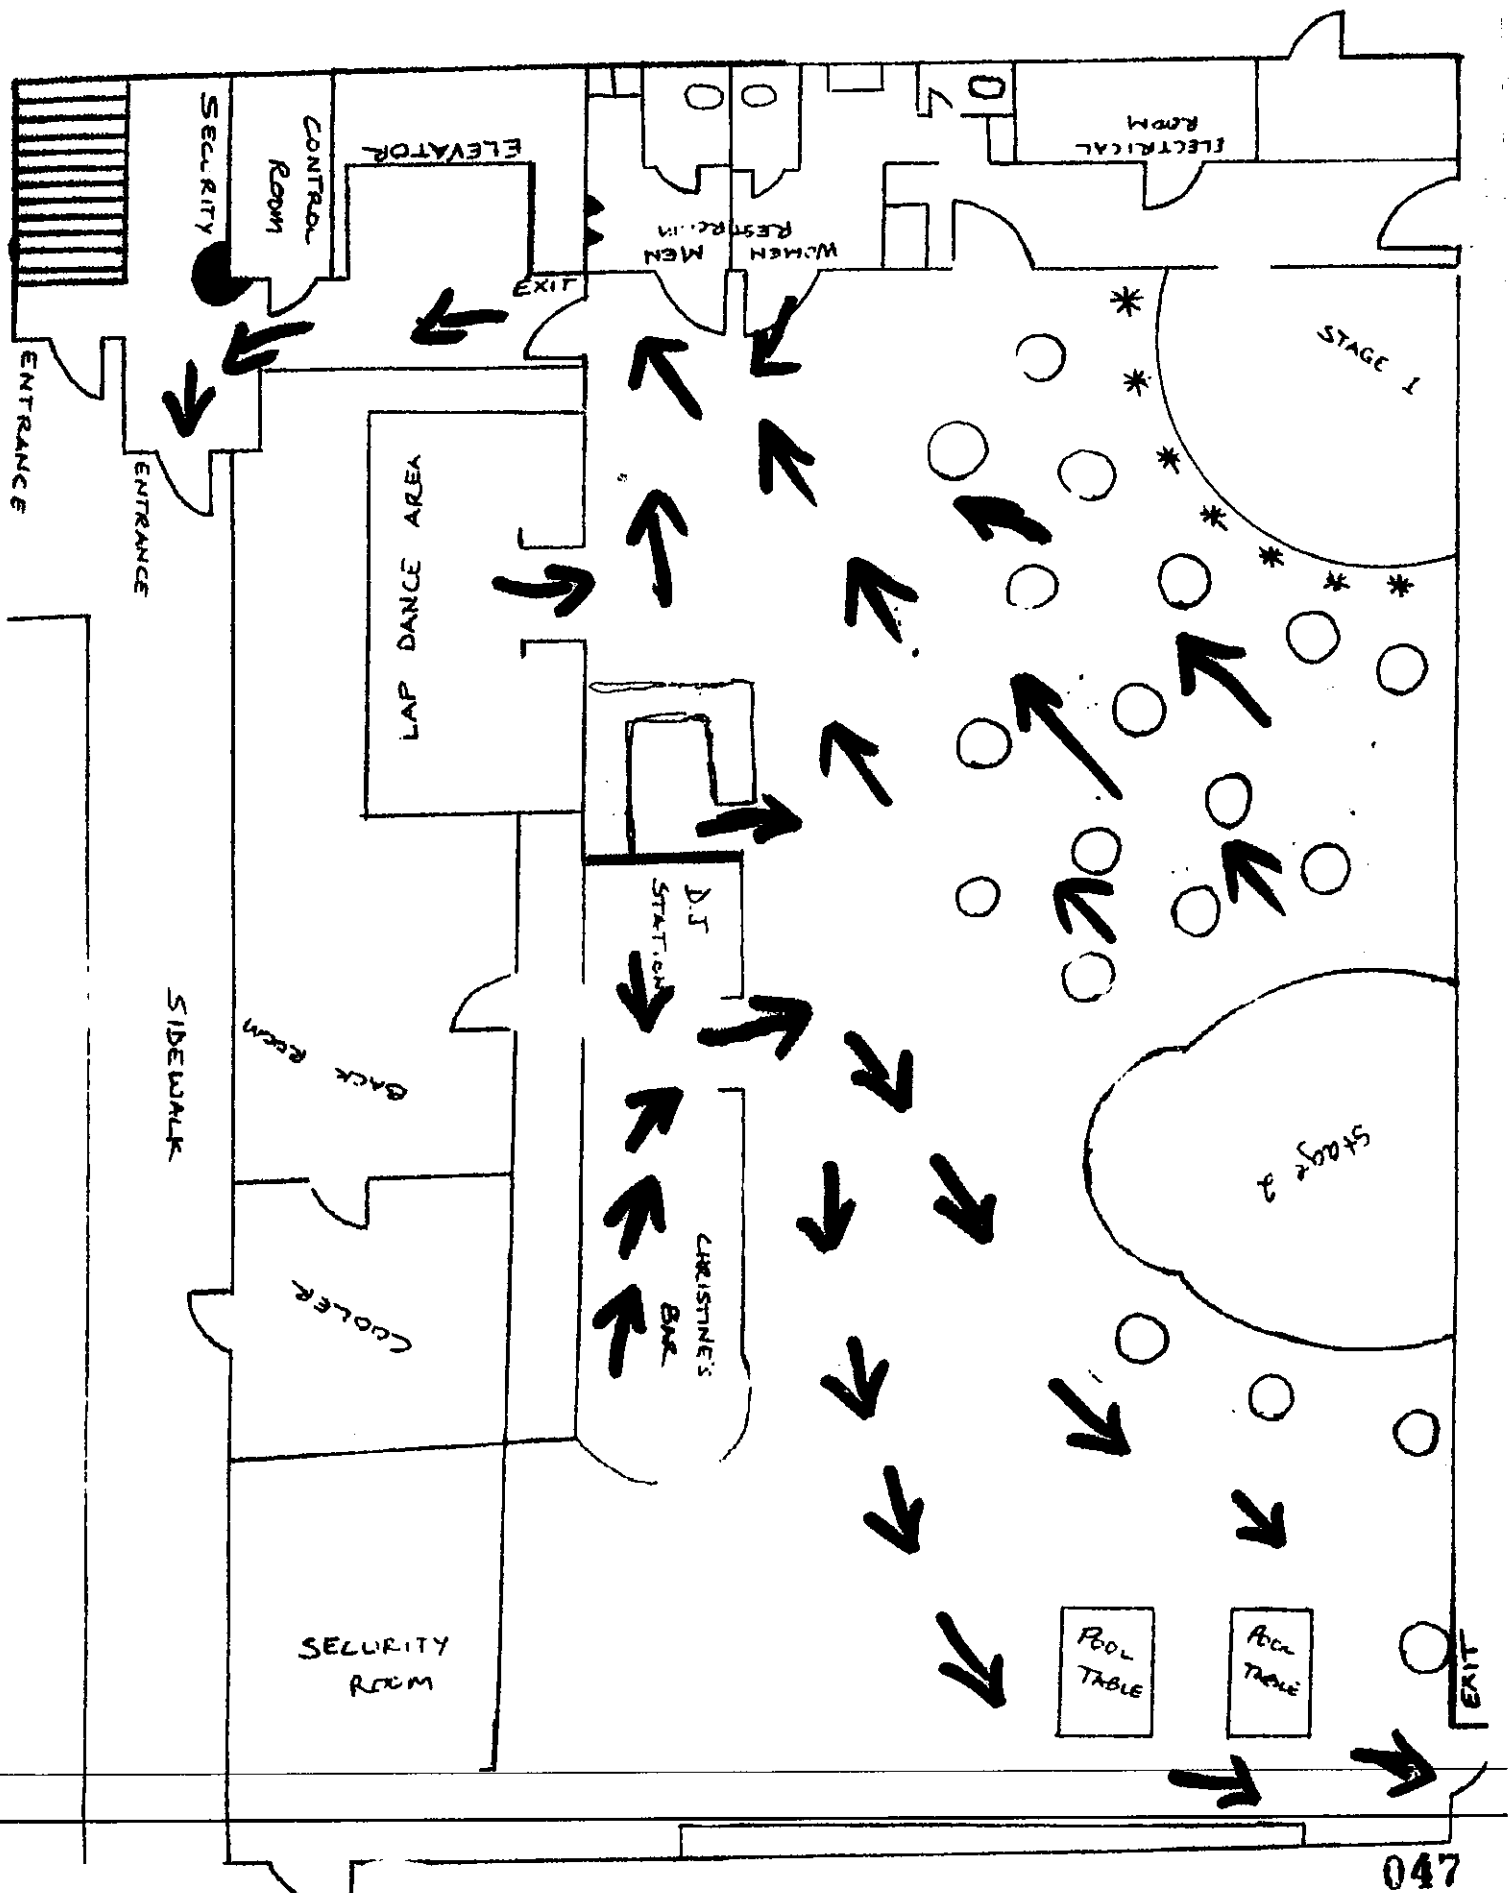 SECURITY
CONTROL
ROOM
ELEVATOR
EXIT
MEN
WOMEN
ELECTRICAL
ROOM
STAGE 1
ENTRANCE
ENTRANCE
LAP DANCE AREA
D.J
STATION
SIDEWALK
BACK ROOM
COOLER
CHRISTINE'S
BAR
Stage 2
SECURITY
ROOM
POOL
TABLE
POOL
TABLE
EXIT
047